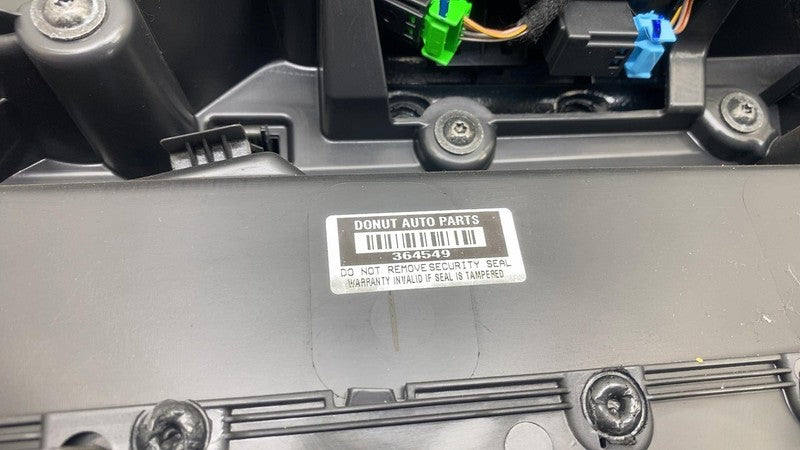 DONUT AUTO PARTS
364549
DO NOT REMOVE SECURITY SEAL
WARRANTY INVALID IF SEAL IS TAMPERED